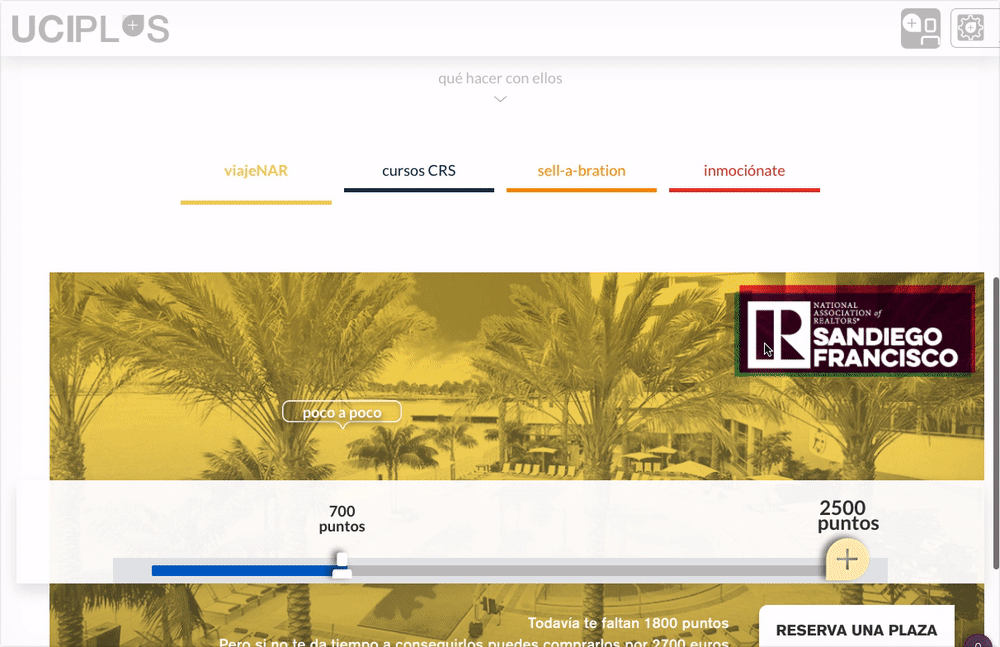 UCIPLUS
qué hacer con ellos
viajeNAR
cursos CRS
sell-a-bration
inmociónate
NATIONAL
ASSOCIATION of
REALTORS®
SANDIEGO
FRANCISCO
poco a poco
700
puntos
2500
puntos
Todavía te faltan 1800 puntos
Pero si no te da tiempo a conseguirlos puedes comprarlos por 2700 euros
RESERVA UNA PLAZA